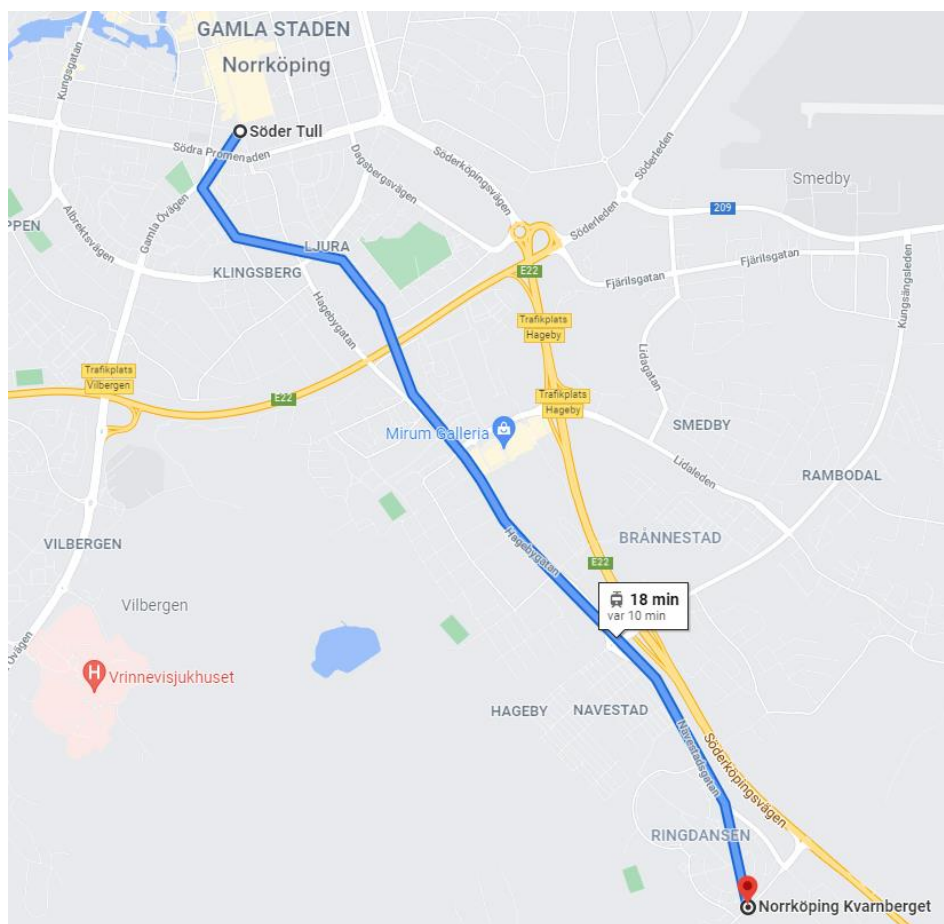 GAMLA STADEN
Norrköping
Kungsgatan
Söder Tull
Södra Promenaden
Söderköpingsvägen
Söderleden
Dagsbergsvägen
Smedby
209
PPEN
Albrektsvägen
Gamla Övägen
LJURA
KLINGSBERG
Söderleden
E22
Fjärilsgatan
Fjärilsgatan
Kungsängsleden
Hagebygatan
Trafikplats
Hageby
Lidagatan
Trafikplats
Vilbergen
E22
Trafikplats
Hageby
Mirum Galleria
SMEDBY
Lidaleden
RAMBODAL
VILBERGEN
Hagebygatan
BRÅNNESTAD
E22
Vilbergen
18 min
var 10 min
Övägen
H
Vrinnevisjukhuset
HAGEBY
NAVESTAD
Navestadsgatan
Söderköpingsvägen
RINGDANSEN
Norrköping Kvarnberget